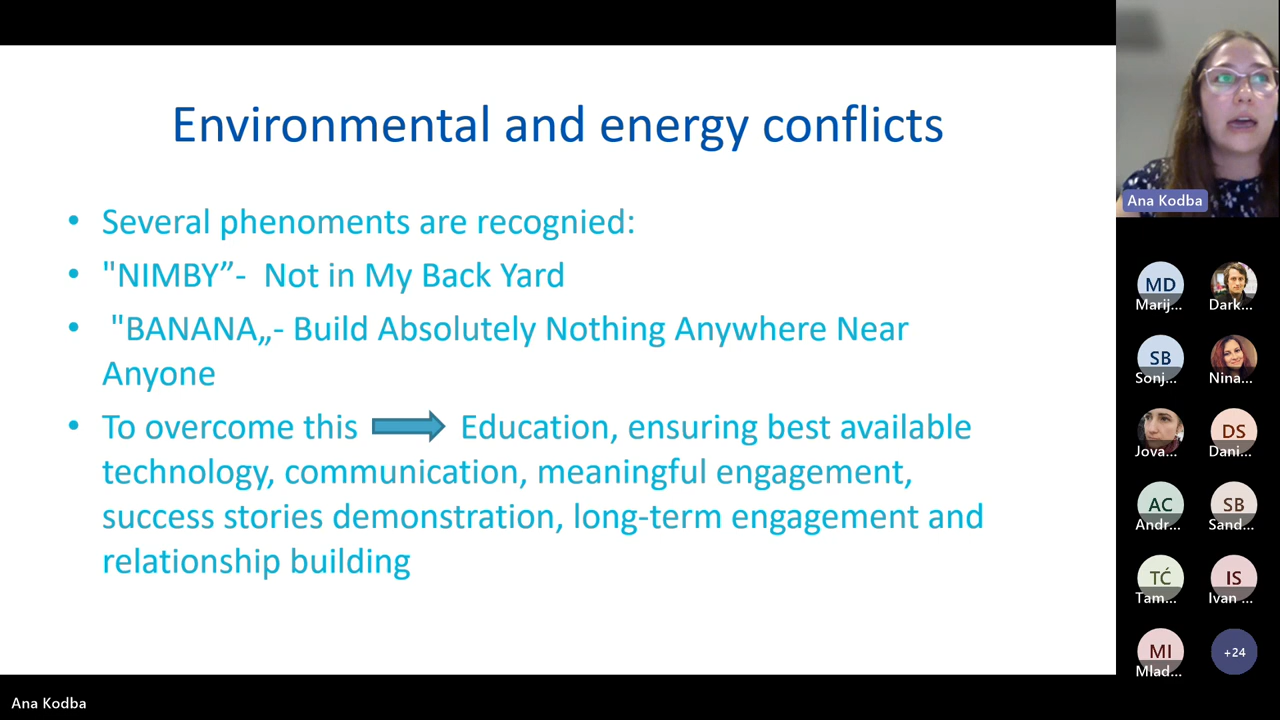 Environmental and energy conflicts
• Several phenoments are recognied:
• "NIMBY”- Not in My Back Yard
• "BANANA„- Build Absolutely Nothing Anywhere Near
Anyone
• To overcome this Education, ensuring best available
technology, communication, meaningful engagement,
success stories demonstration, long-term engagement and
relationship building
Ana Kodba
MD
Marij...
Dark...
SB
Sonj...
Nina...
Jova...
DS
Dani...
AC
Andr...
SB
Sand...
TĆ
Tam...
IS
Ivan ...
MI
Mlad...
+24
Ana Kodba